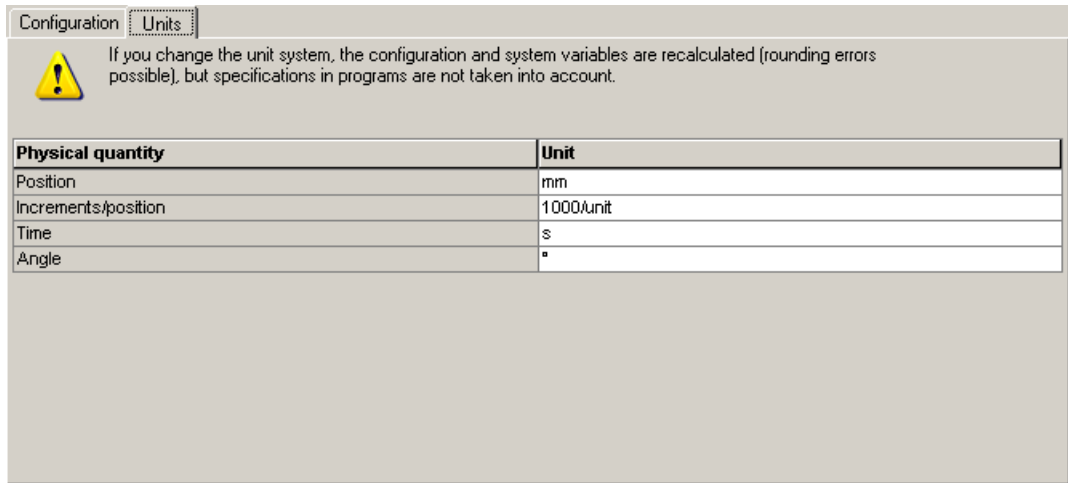 Configuration Units
If you change the unit system, the configuration and system variables are recalculated (rounding errors
possible), but specifications in programs are not taken into account.
Physical quantity Unit
Position mm
Increments/position 1000/unit
Time s
Angle °